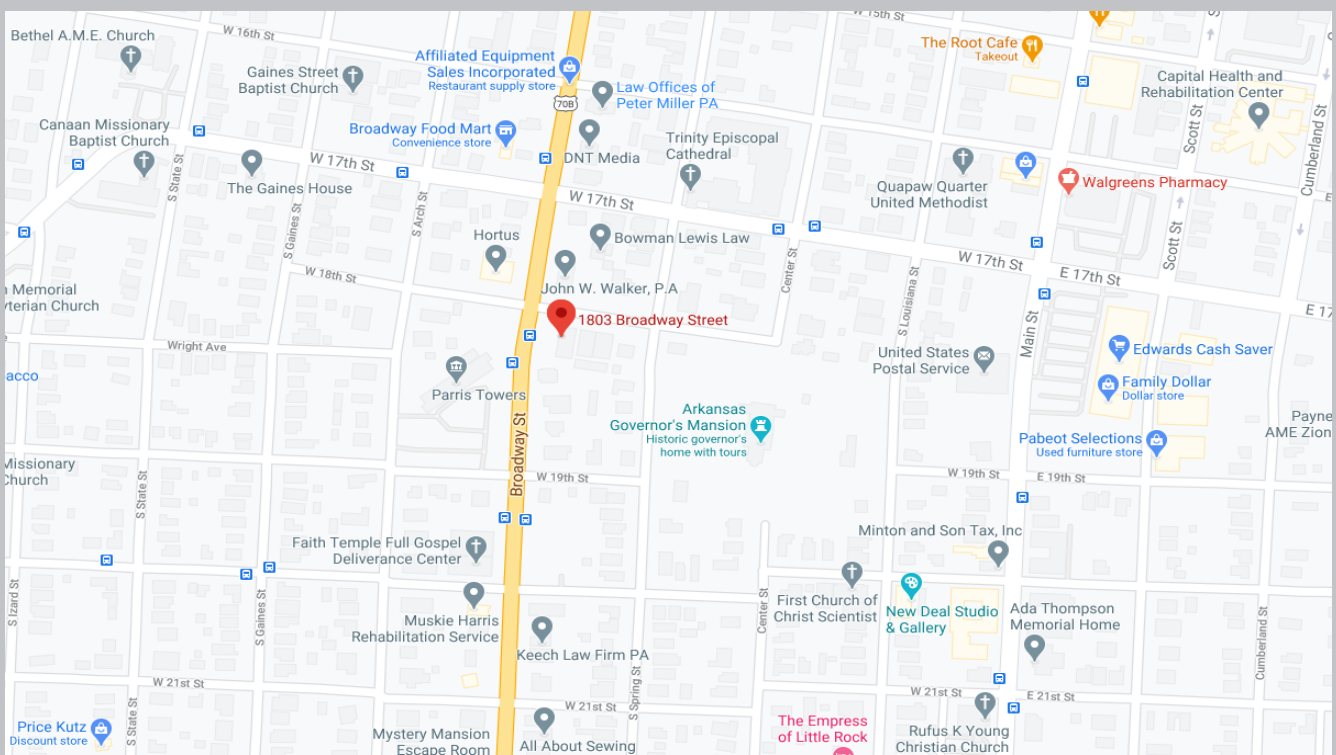 W 15th St
S
Bethel A.M.E. Church
W 16th St
The Root Cafe
Takeout
Affiliated Equipment
Sales Incorporated
Restaurant supply store
Gaines Street
Baptist Church
Capital Health and
Rehabilitation Center
Law Offices of
Peter Miller PA
70B
Scott St
Cumberland St
Canaan Missionary
Baptist Church
Broadway Food Mart
Convenience store
Trinity Episcopal
Cathedral
DNT Media
W 17th St
S State St
The Gaines House
Quapaw Quarter
United Methodist
Walgreens Pharmacy
W 17th St
S Gaines St
S Arch St
Hortus
Bowman Lewis Law
Center St
W 17th St
E 17th St
Scott St
W 18th St
John W. Walker, P.A
Memorial
yterian Church
S Louisiana St
Main St
E 17
1803 Broadway Street
Wright Ave
United States
Postal Service
Edwards Cash Saver
acco
Parris Towers
Family Dollar
Dollar store
Arkansas
Governor's Mansion
Historic governor's
home with tours
Payne
AME Zion
Pabeot Selections
Used furniture store
Broadway St
Missionary
Church
S State St
W 19th St
W 19th St
E 19th St
Minton and Son Tax, Inc
Faith Temple Full Gospel
Deliverance Center
S Izard St
S Gaines St
Center St
First Church of
Christ Scientist
New Deal Studio
& Gallery
Ada Thompson
Memorial Home
Cumberland St
Muskie Harris
Rehabilitation Service
Keech Law Firm PA
S Spring St
W 21st St
W 21st St
W 21st St
E 21st St
S State St
Price Kutz
Discount store
Mystery Mansion
Escape Room
All About Sewing
The Empress
of Little Rock
Rufus K Young
Christian Church